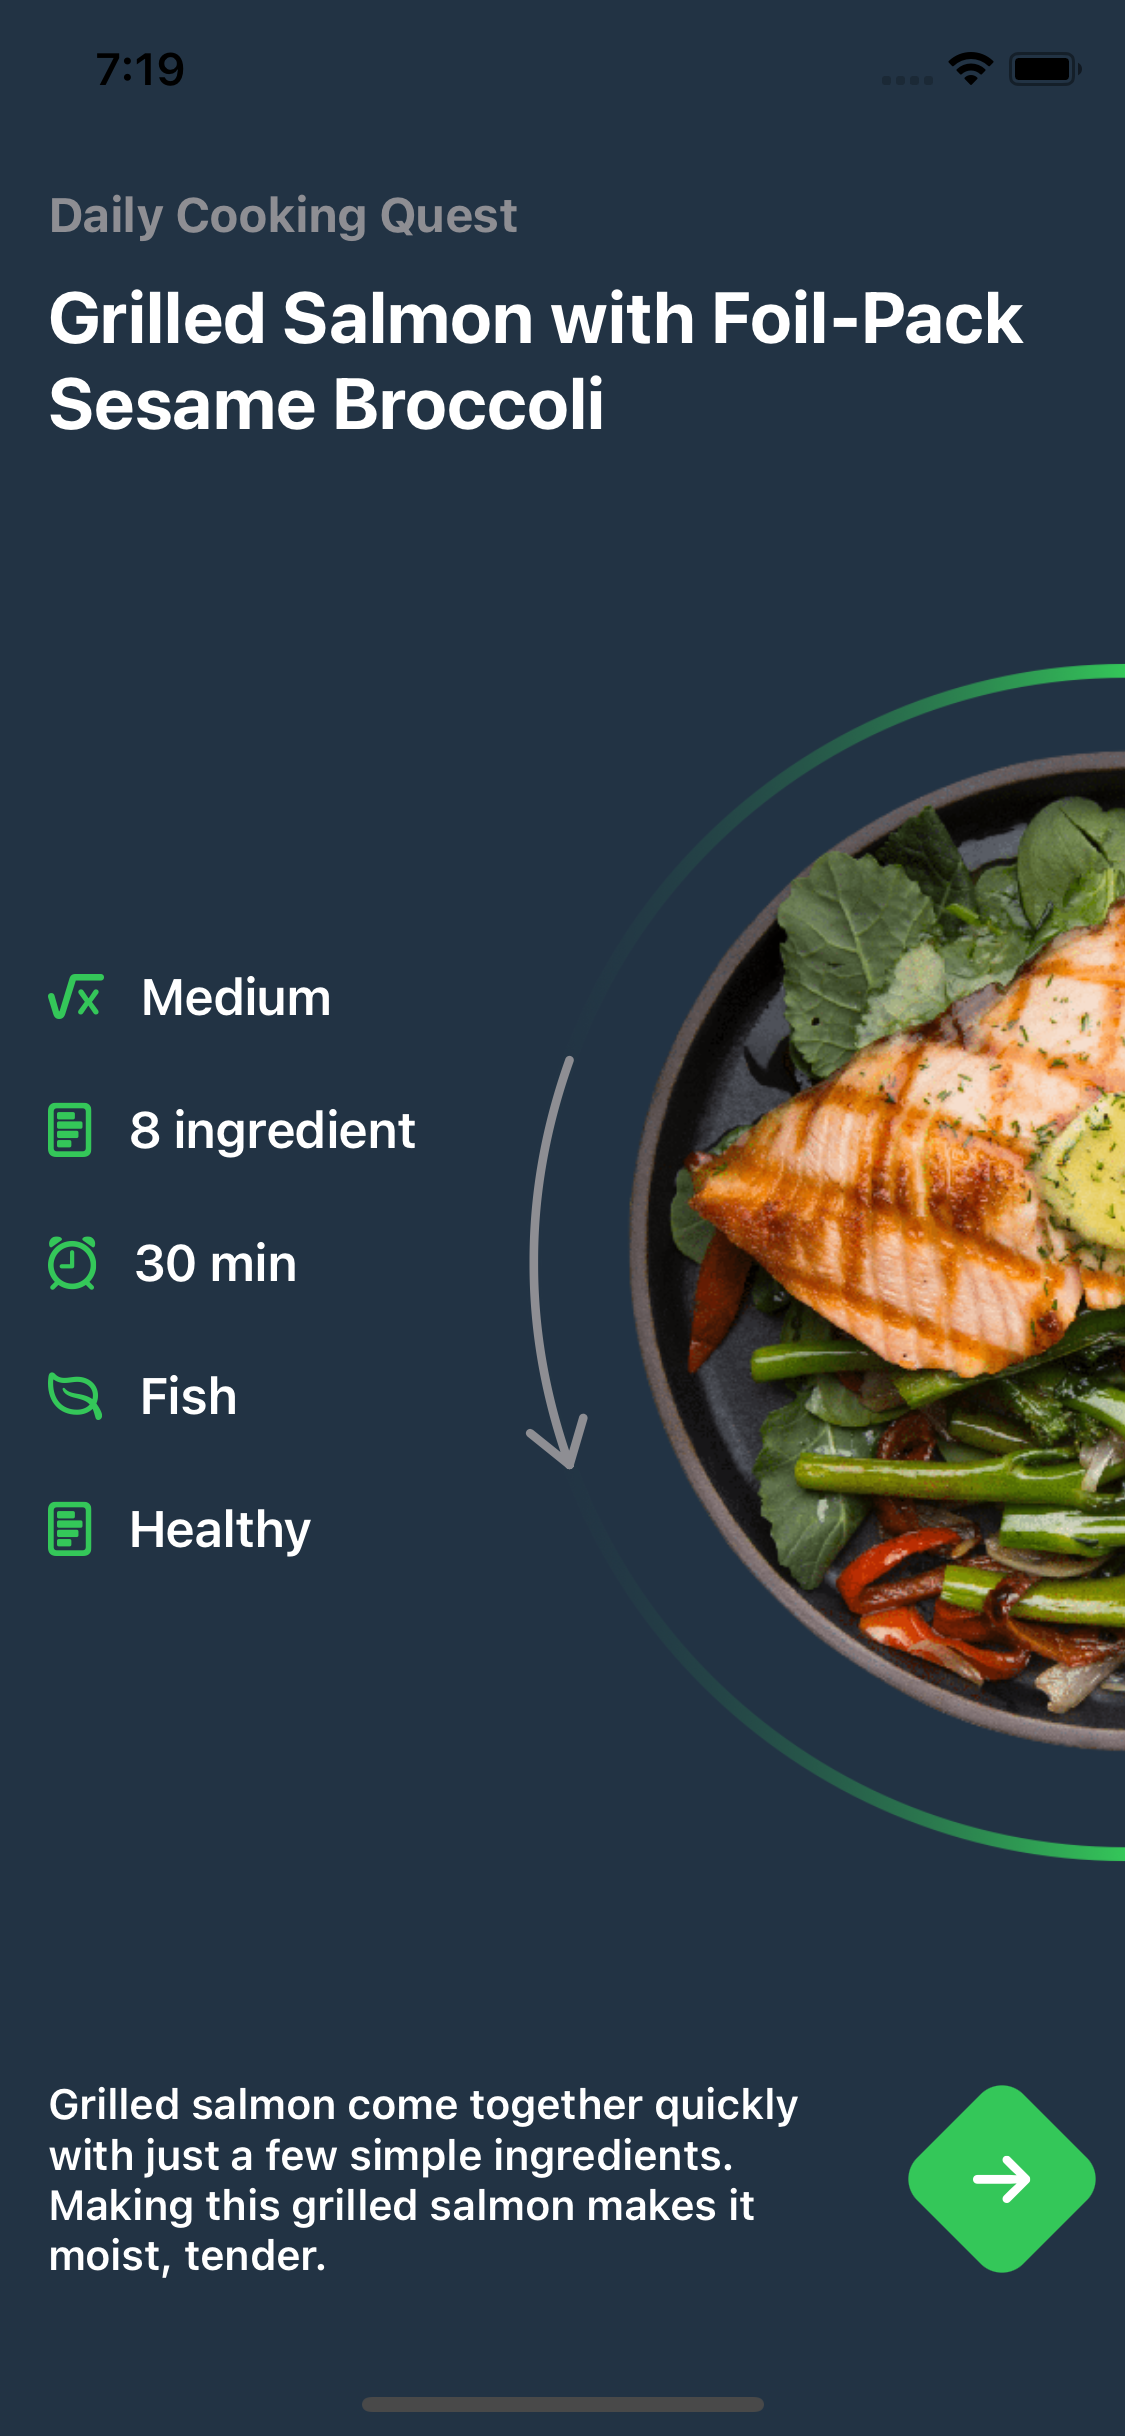 7:19
Daily Cooking Quest
Grilled Salmon with Foil-Pack
Sesame Broccoli
Medium
8 ingredient
30 min
Fish
Healthy
Grilled salmon come together quickly
with just a few simple ingredients.
Making this grilled salmon makes it
moist, tender.